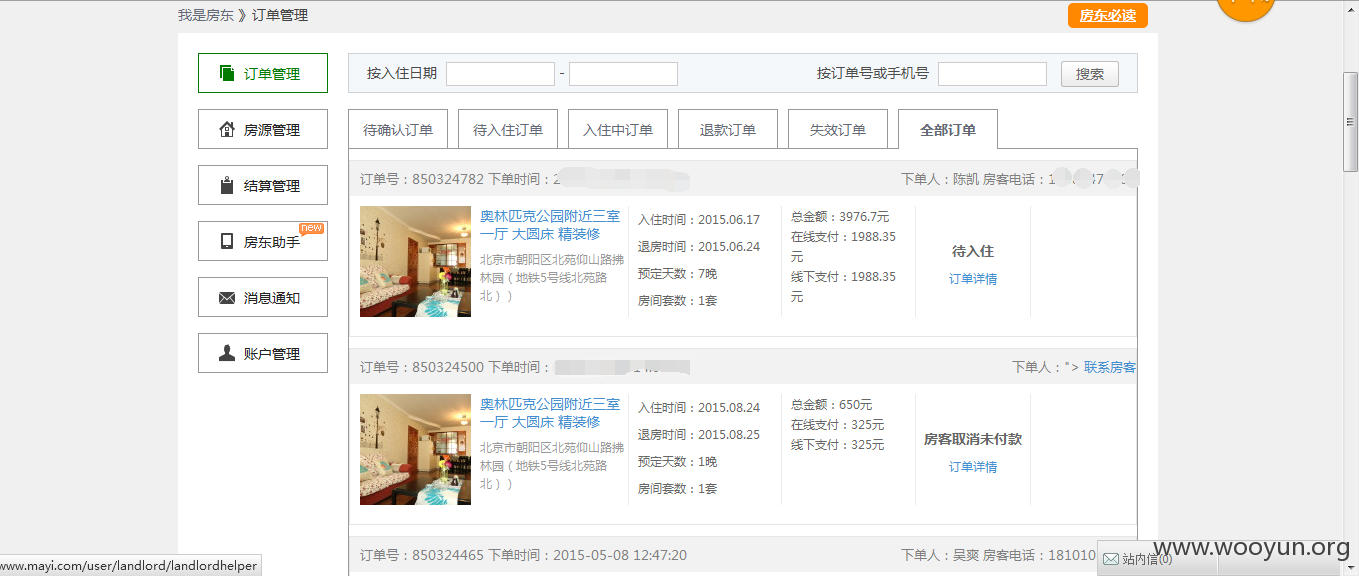 我是房东 》 订单管理
房东必读
订单管理
房源管理
结算管理
房东助手
new
消息通知
账户管理
按入住日期 - 按订单号或手机号 搜索
待确认订单 待入住订单 入住中订单 退款订单 失效订单 全部订单
订单号：850324782 下单时间：2 下单人：陈凯 房客电话：1
奥林匹克公园附近三室
一厅 大圆床 精装修
北京市朝阳区北苑仰山路拂
林园（地铁5号线北苑路
北））
入住时间：2015.06.17
退房时间：2015.06.24
预定天数：7晚
房间套数：1套
总金额：3976.7元
在线支付：1988.35
元
线下支付：1988.35
元
待入住
订单详情
订单号：850324500 下单时间： 下单人："> 联系房客
奥林匹克公园附近三室
一厅 大圆床 精装修
北京市朝阳区北苑仰山路拂
林园（地铁5号线北苑路
北））
入住时间：2015.08.24
退房时间：2015.08.25
预定天数：1晚
房间套数：1套
总金额：650元
在线支付：325元
线下支付：325元
房客取消未付款
订单详情
订单号：850324465 下单时间：2015-05-08 12:47:20 下单人：吴爽 房客电话：181010
站内信(0)
www.wooyun.org
www.mayi.com/user/landlord/landlordhelper